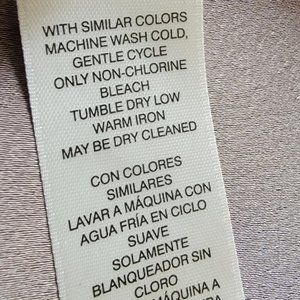 WITH SIMILAR COLORS
MACHINE WASH COLD,
GENTLE CYCLE
ONLY NON-CHLORINE
BLEACH
TUMBLE DRY LOW
WARM IRON
MAY BE DRY CLEANED
CON COLORES
SIMILARES
LAVAR A MÁQUINA CON
AGUA FRÍA EN CICLO
SUAVE
SOLAMENTE
BLANQUEADOR SIN
CLORO
MÁQUINA A